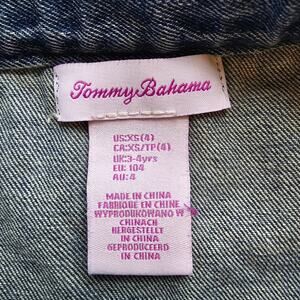 Tommy Bahama
US:XS(4)
CA:XS/TP(4)
UK:3-4yrs
EU: 104
AU: 4
MADE IN CHINA
FABRIQUE EN CHINE
WYPRODUKOWANO W
CHINACH
HERGESTELLT
IN CHINA
GEPRODUCEERD
IN CHINA